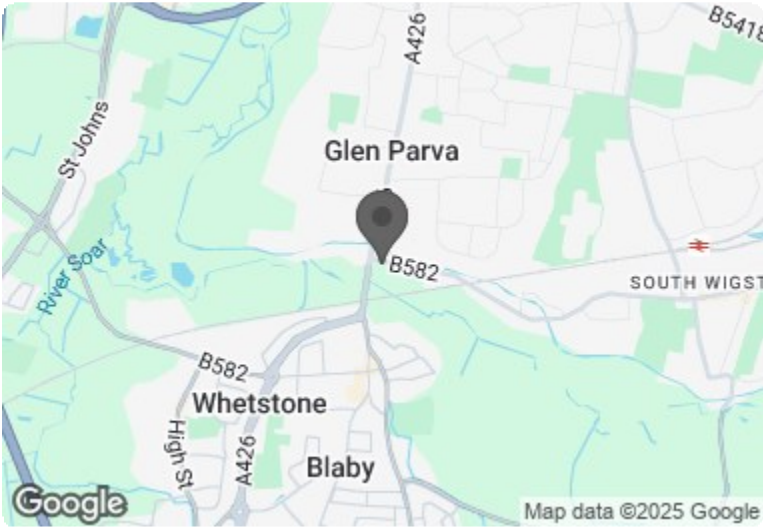 B5418
A426
St Johns
Glen Parva
River Soar
B582
SOUTH WIGST
B582
Whetstone
High St
A426
Blaby
Google
Map data ©2025 Google